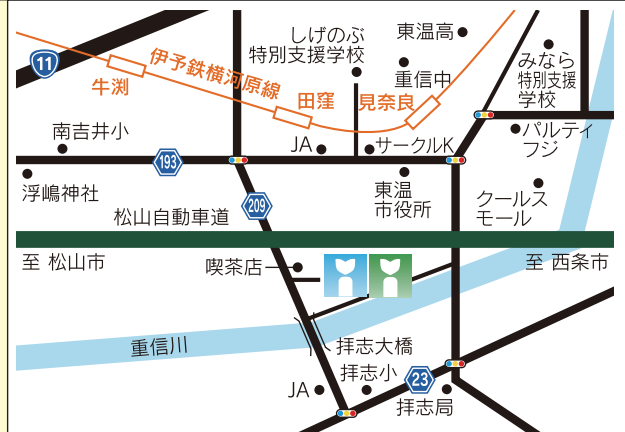 11
しげのぶ
特別支援学校
東温高
伊予鉄横河原線
牛渕
重信中
みなら
特別支援
学校
田窪
見奈良
南吉井小
JA
サークルK
パルティ
フジ
193
浮嶋神社
東温
市役所
クールス
モール
209
松山自動車道
至 松山市
喫茶店
至 西条市
重信川
拝志大橋
拝志小
JA
23
拝志局